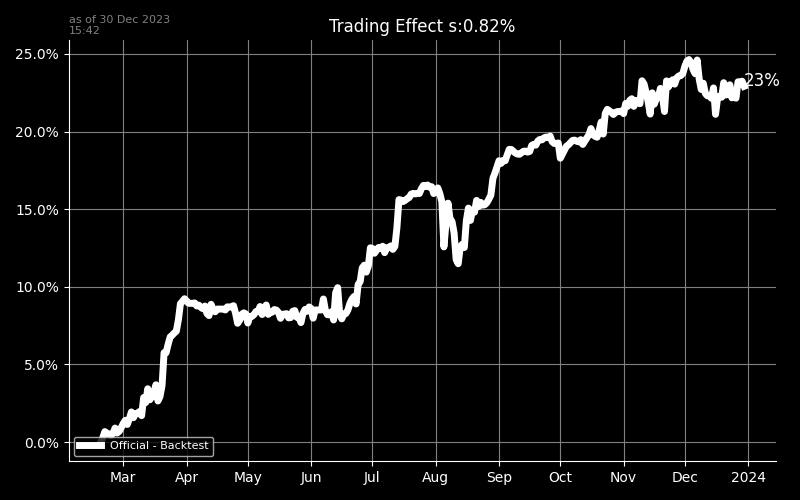 as of 30 Dec 2023
15:42
Trading Effect s:0.82%
25.0%
20.0%
15.0%
10.0%
5.0%
0.0%
23%
Official - Backtest
Mar Apr May Jun Jul Aug Sep Oct Nov Dec 2024